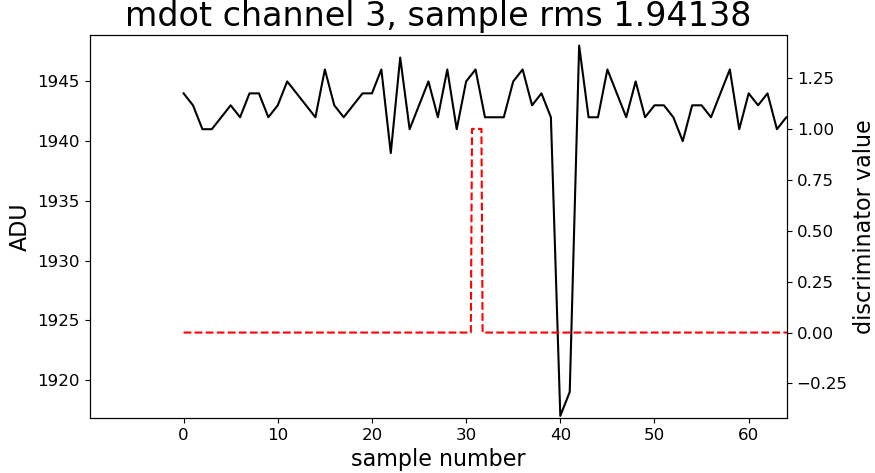 mdot channel 3, sample rms 1.94138
ADU
1945
1940
1935
1930
1925
1920
0 10 20 30 40 50 60
sample number
1.25
1.00
0.75
0.50
0.25
0.00
−0.25
discriminator value